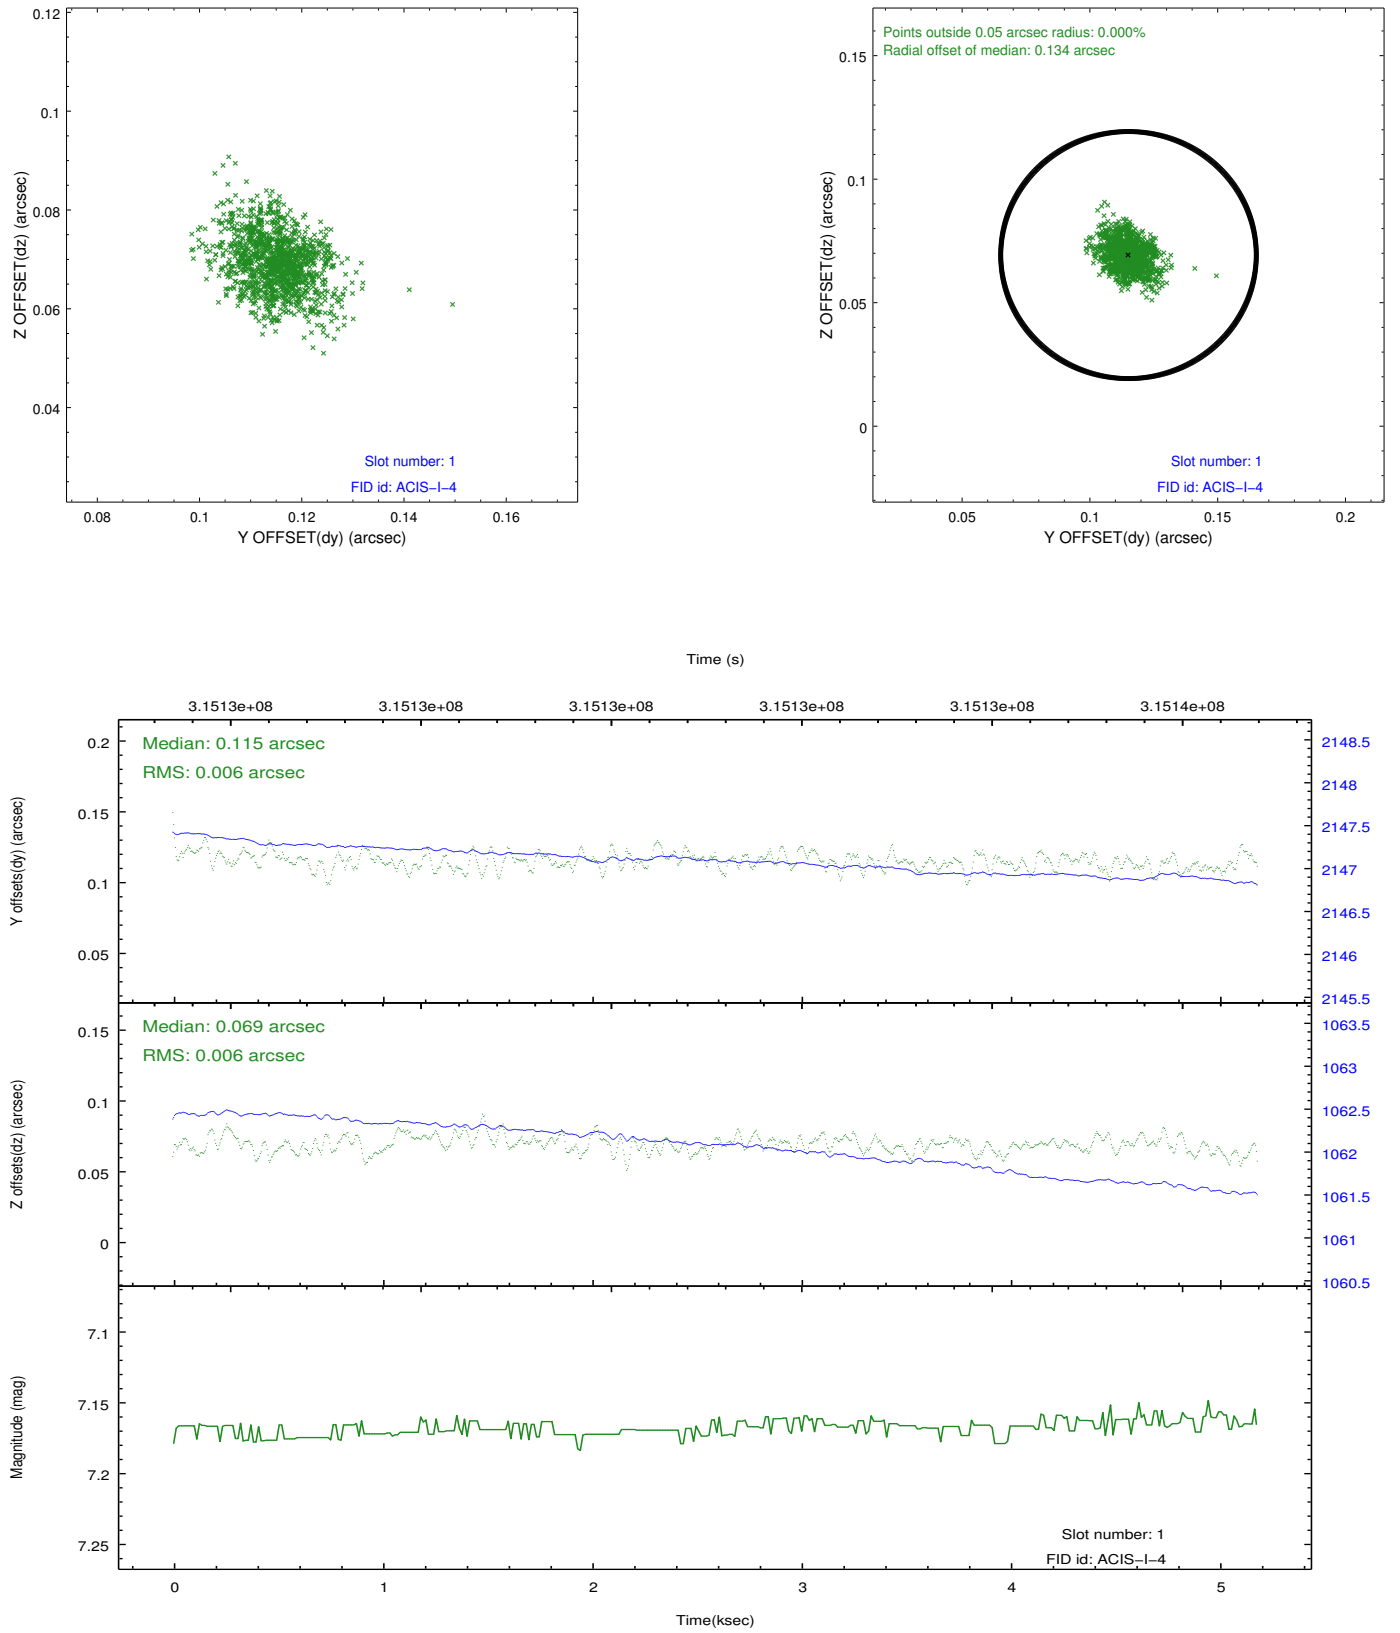 0.12
0.1
0.08
0.06
0.04
Z OFFSET(dz) (arcsec)
Slot number: 1
FID id: ACIS-I-4
0.08 0.1 0.12 0.14 0.16
Y OFFSET(dy) (arcsec)
Points outside 0.05 arcsec radius: 0.000%
Radial offset of median: 0.134 arcsec
0.15
0.1
0.05
0
Z OFFSET(dz) (arcsec)
Slot number: 1
FID id: ACIS-I-4
0.05 0.1 0.15 0.2
Y OFFSET(dy) (arcsec)
Time (s)
3.1513e+08 3.1513e+08 3.1513e+08 3.1513e+08 3.1513e+08 3.1514e+08
Median: 0.115 arcsec
RMS: 0.006 arcsec
0.2
0.15
0.1
0.05
Y offsets(dy) (arcsec)
2148.5
2148
2147.5
2147
2146.5
2146
2145.5
Median: 0.069 arcsec
RMS: 0.006 arcsec
0.15
0.1
0.05
0
Z offsets(dz) (arcsec)
1063.5
1063
1062.5
1062
1061.5
1061
1060.5
7.1
7.15
7.2
7.25
Magnitude (mag)
Slot number: 1
FID id: ACIS-I-4
0 1 2 3 4 5
Time(ksec)